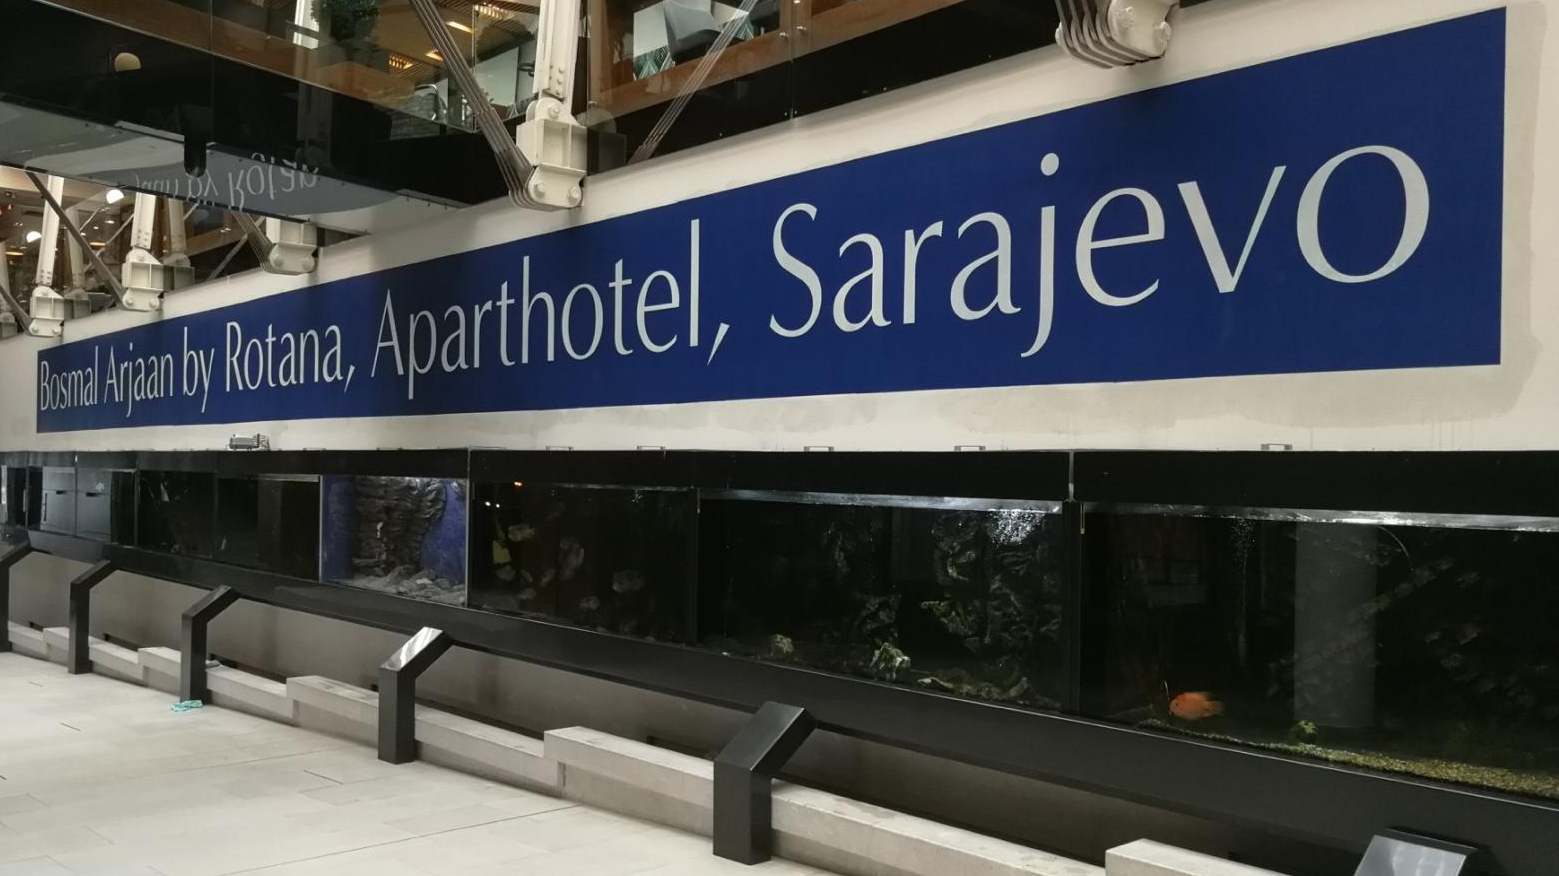 Bosmal Arjaan by Rotana, Aparthotel, Sarajevo